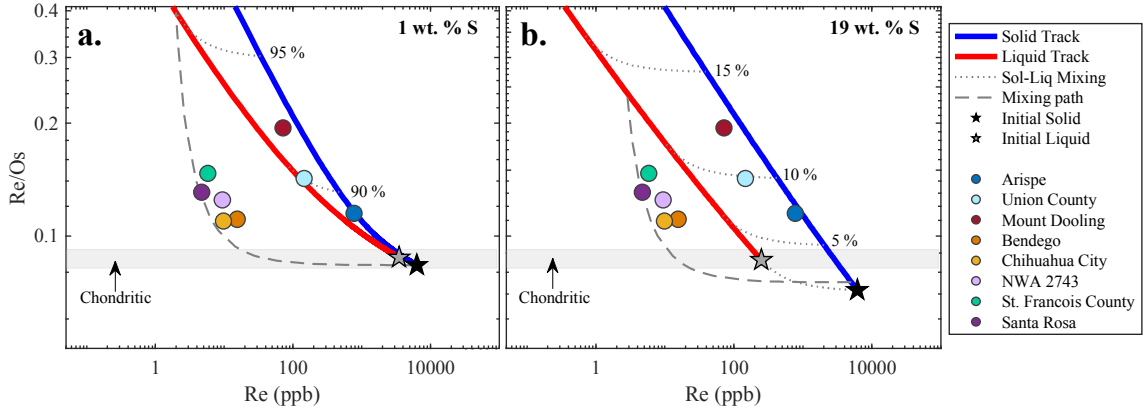 a.
1 wt. % S
95 %
90 %
Chondritic
0.4
0.3
0.2
0.1
Re/Os
1
100
10000
Re (ppb)
b.
19 wt. % S
15 %
10 %
5 %
Chondritic
1
100
10000
Re (ppb)
Solid Track
Liquid Track
Sol-Liq Mixing
Mixing path
Initial Solid
Initial Liquid
Arispe
Union County
Mount Dooling
Bendego
Chihuahua City
NWA 2743
St. Francois County
Santa Rosa